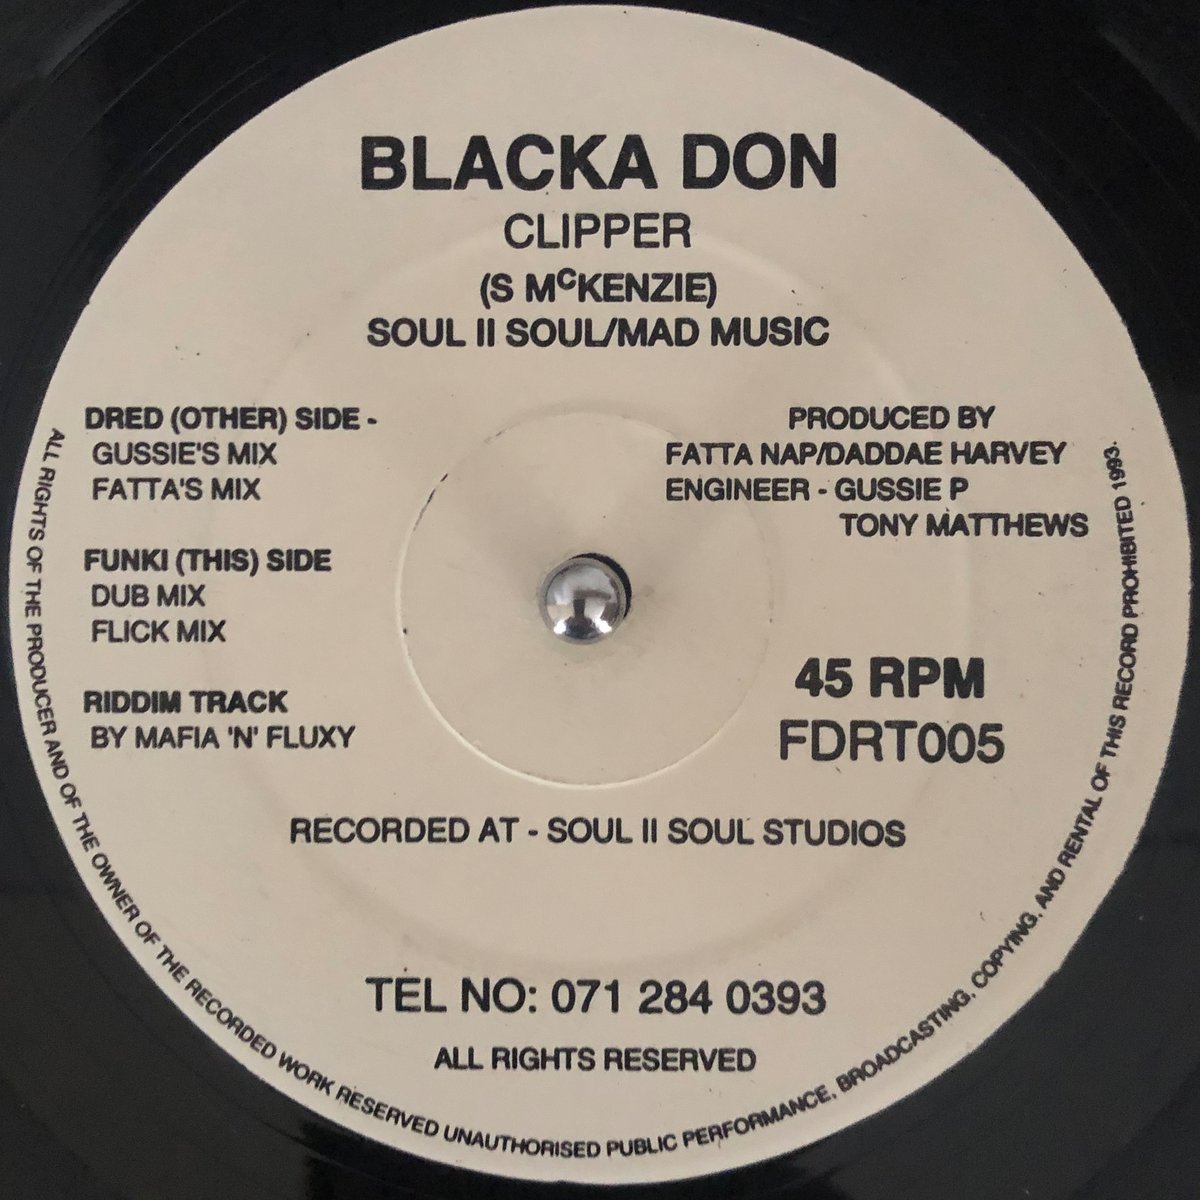 BLACKA DON
CLIPPER
(S McKENZIE)
SOUL II SOUL/MAD MUSIC
DRED (OTHER) SIDE -
GUSSIE'S MIX
FATTA'S MIX
FUNKI (THIS) SIDE
DUB MIX
FLICK MIX
RIDDIM TRACK
BY MAFIA 'N' FLUXY
PRODUCED BY
FATTA NAP/DADDAE HARVEY
ENGINEER - GUSSIE P
TONY MATTHEWS
45 RPM
FDRT005
RECORDED AT - SOUL II SOUL STUDIOS
TEL NO: 071 284 0393
ALL RIGHTS RESERVED
ALL RIGHTS OF THE PRODUCER AND OF THE OWNER OF THE RECORDED WORK RESERVED UNAUTHORISED PUBLIC PERFORMANCE, BROADCASTING, COPYING, AND RENTAL OF THIS RECORD PROHIBITED 1993.